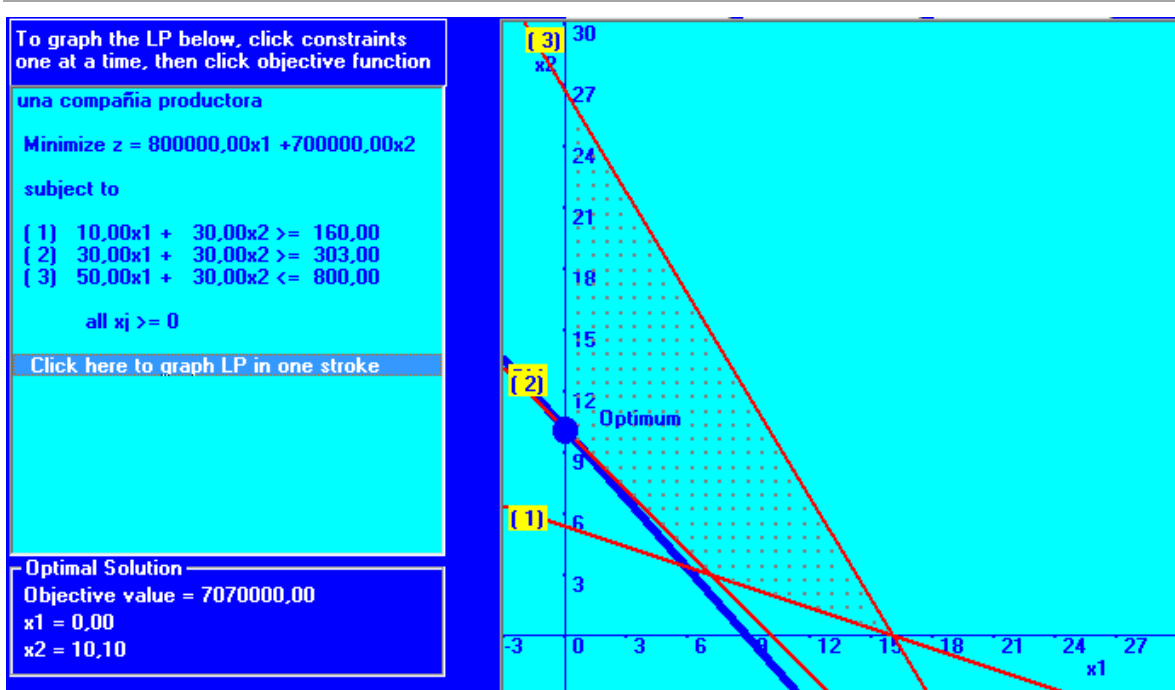 To graph the LP below, click constraints
one at a time, then click objective function
una compañia productora
Minimize z = 800000,00x1 +700000,00x2
subject to
( 1) 10,00x1 + 30,00x2 >= 160,00
( 2) 30,00x1 + 30,00x2 >= 303,00
( 3) 50,00x1 + 30,00x2 <= 800,00
all xj >= 0
Click here to graph LP in one stroke
Optimal Solution
Objective value = 7070000,00
x1 = 0,00
x2 = 10,10
( 3) 30
x2
27
24
21
18
15
( 2)
12
Optimum
9
( 1) 6
3
-3 0 3 6 9 12 15 18 21 24 27
x1